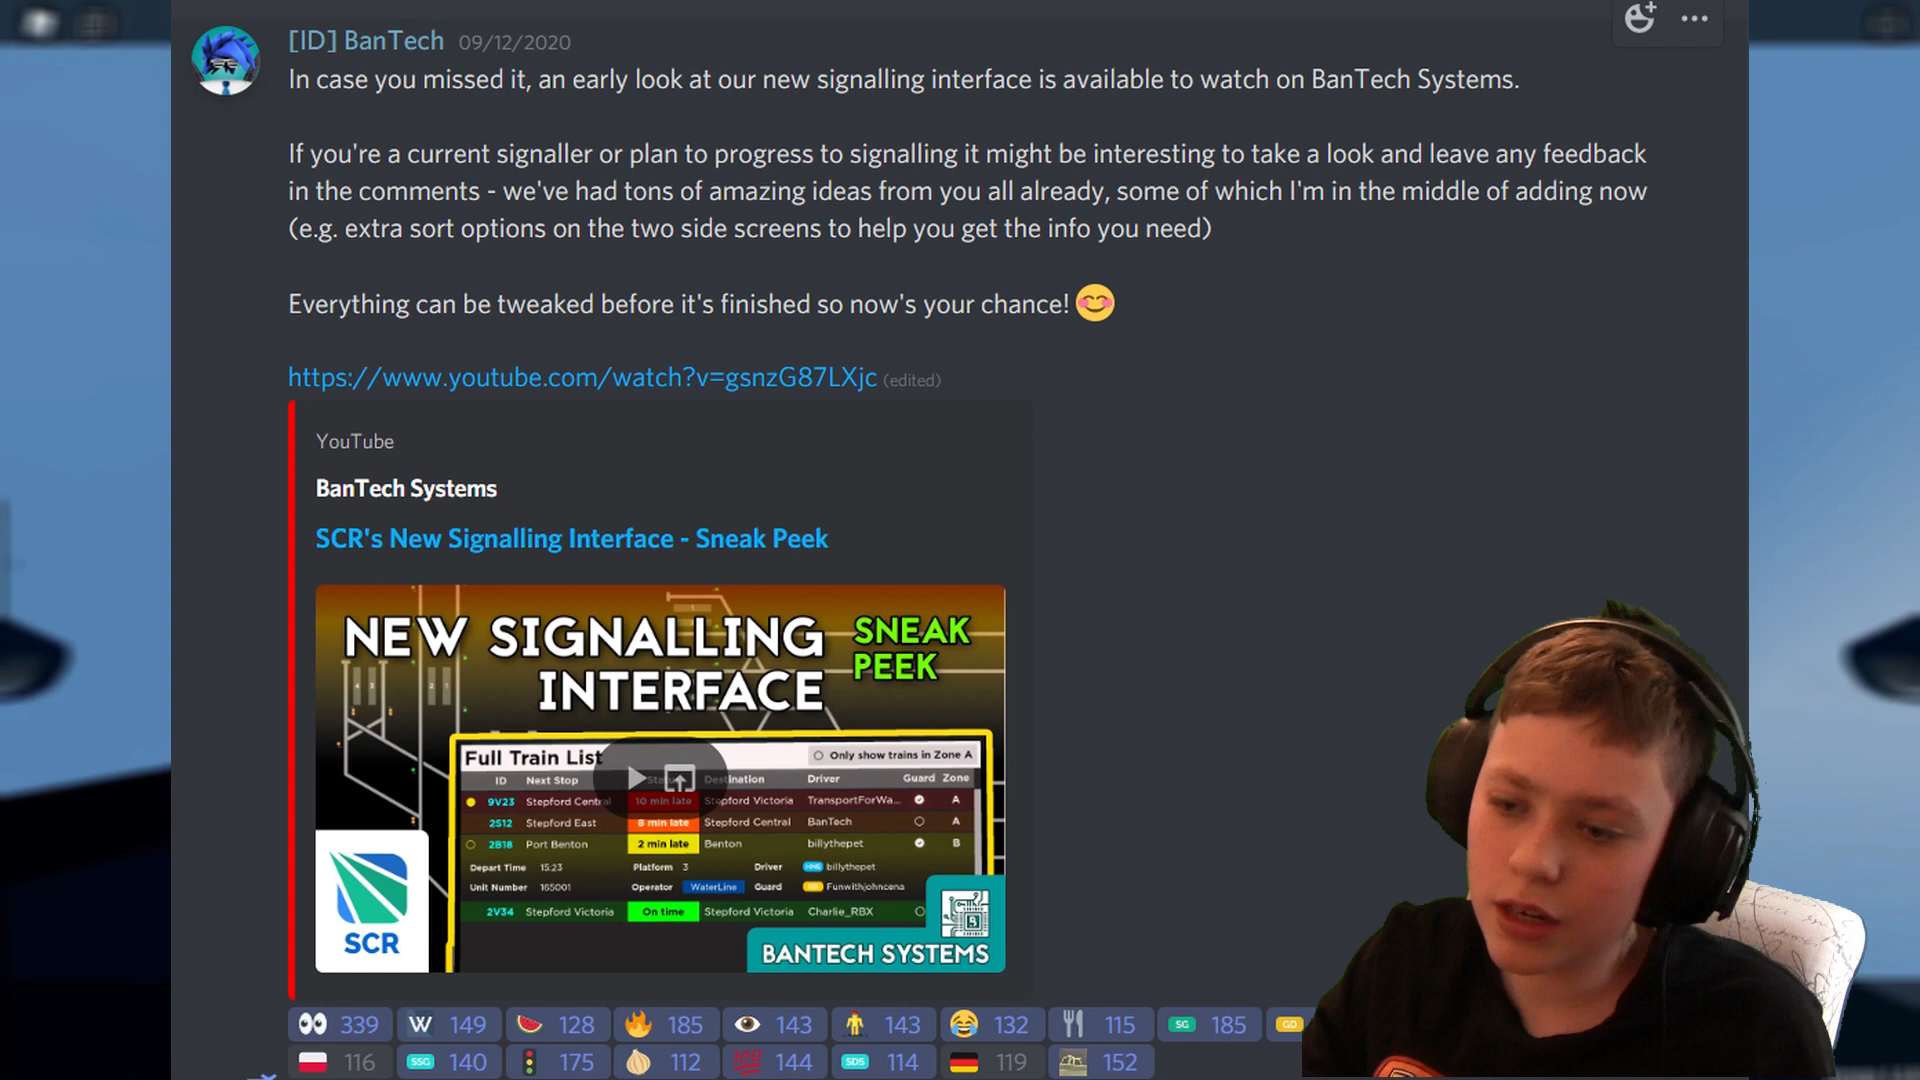 [ID] BanTech 09/12/2020
In case you missed it, an early look at our new signalling interface is available to watch on BanTech Systems.
If you're a current signaller or plan to progress to signalling it might be interesting to take a look and leave any feedback
in the comments - we've had tons of amazing ideas from you all already, some of which I'm in the middle of adding now
(e.g. extra sort options on the two side screens to help you get the info you need)
Everything can be tweaked before it's finished so now's your chance!
https://www.youtube.com/watch?v=gsnzG87LXjc (edited)
YouTube
BanTech Systems
SCR's New Signalling Interface - Sneak Peek
NEW SIGNALLING INTERFACE
SNEAK PEEK
Full Train List Only show trains in Zone A
ID Next Stop Destination Driver Guard Zone
9V23 Stepford Central 10 min late Stepford Victoria TransportForWa... A
2S12 Stepford East 8 min late Stepford Central BanTech A
2B18 Port Benton 2 min late Benton billythepet B
Depart Time 15:23 Platform 3 Driver billythepet
Unit Number 165001 Operator WaterLine Guard Funwithjohncena
2V34 Stepford Victoria On time Stepford Victoria Charlie_RBX
SCR
BANTECH SYSTEMS
339 W 149 128 185 143 143 132 115 SG 185 GD
116 SSG 140 175 112 100 144 SDS 114 119 152